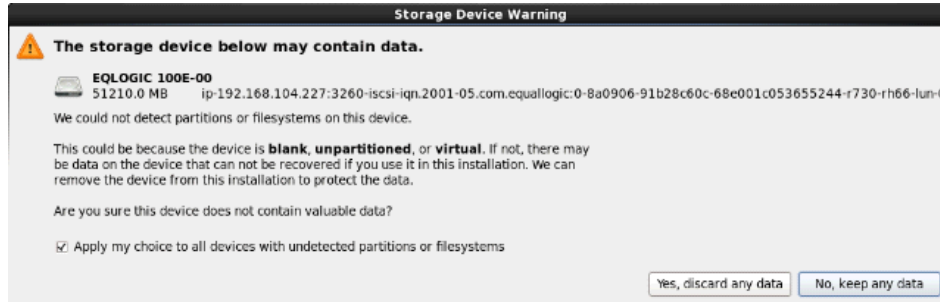 Storage Device Warning
The storage device below may contain data.
EQLOGIC 100E-00
51210.0 MB ip-192.168.104.227:3260-iscsi-iqn.2001-05.com.equallogic:0-8a0906-91b28c60c-68e001c053655244-r730-rh66-lun-
We could not detect partitions or filesystems on this device.
This could be because the device is blank, unpartitioned, or virtual. If not, there may
be data on the device that can not be recovered if you use it in this installation. We can
remove the device from this installation to protect the data.
Are you sure this device does not contain valuable data?
Apply my choice to all devices with undetected partitions or filesystems
Yes, discard any data No, keep any data